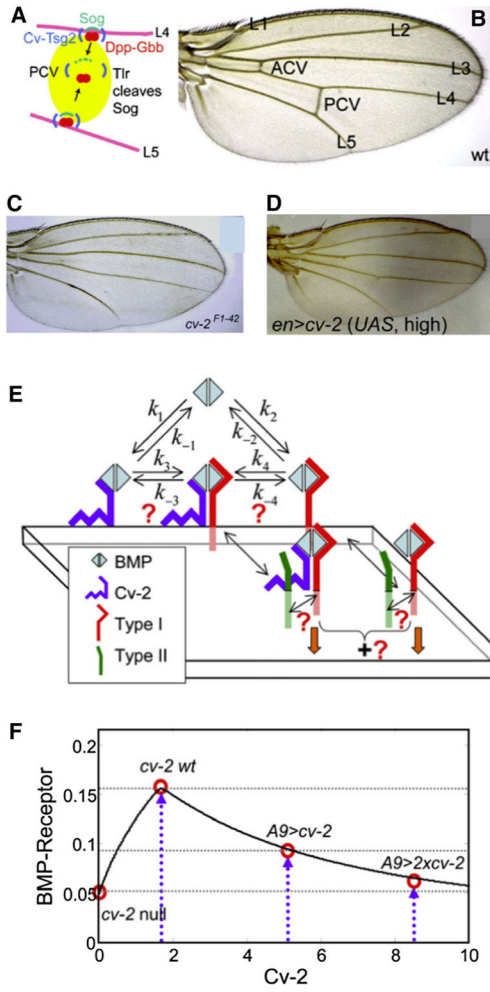 A
Sog
L4
Cv-Tsg2
Dpp-Gbb
PCV
Tlr
cleaves
Sog
L5
B
L1
L2
L3
ACV
L4
PCV
L5
wt
C
cv-2 F1-42
D
en>cv-2 (UAS, high)
E
k1
k2
k-1
k-2
k3
k4
k-3
k-4
?
?
BMP
Cv-2
Type I
Type II
?
?
+?
F
BMP-Receptor
0.2
0.15
0.1
0.05
0
cv-2 wt
A9>cv-2
A9>2xcv-2
cv-2 null
0 2 4 6 8 10
Cv-2